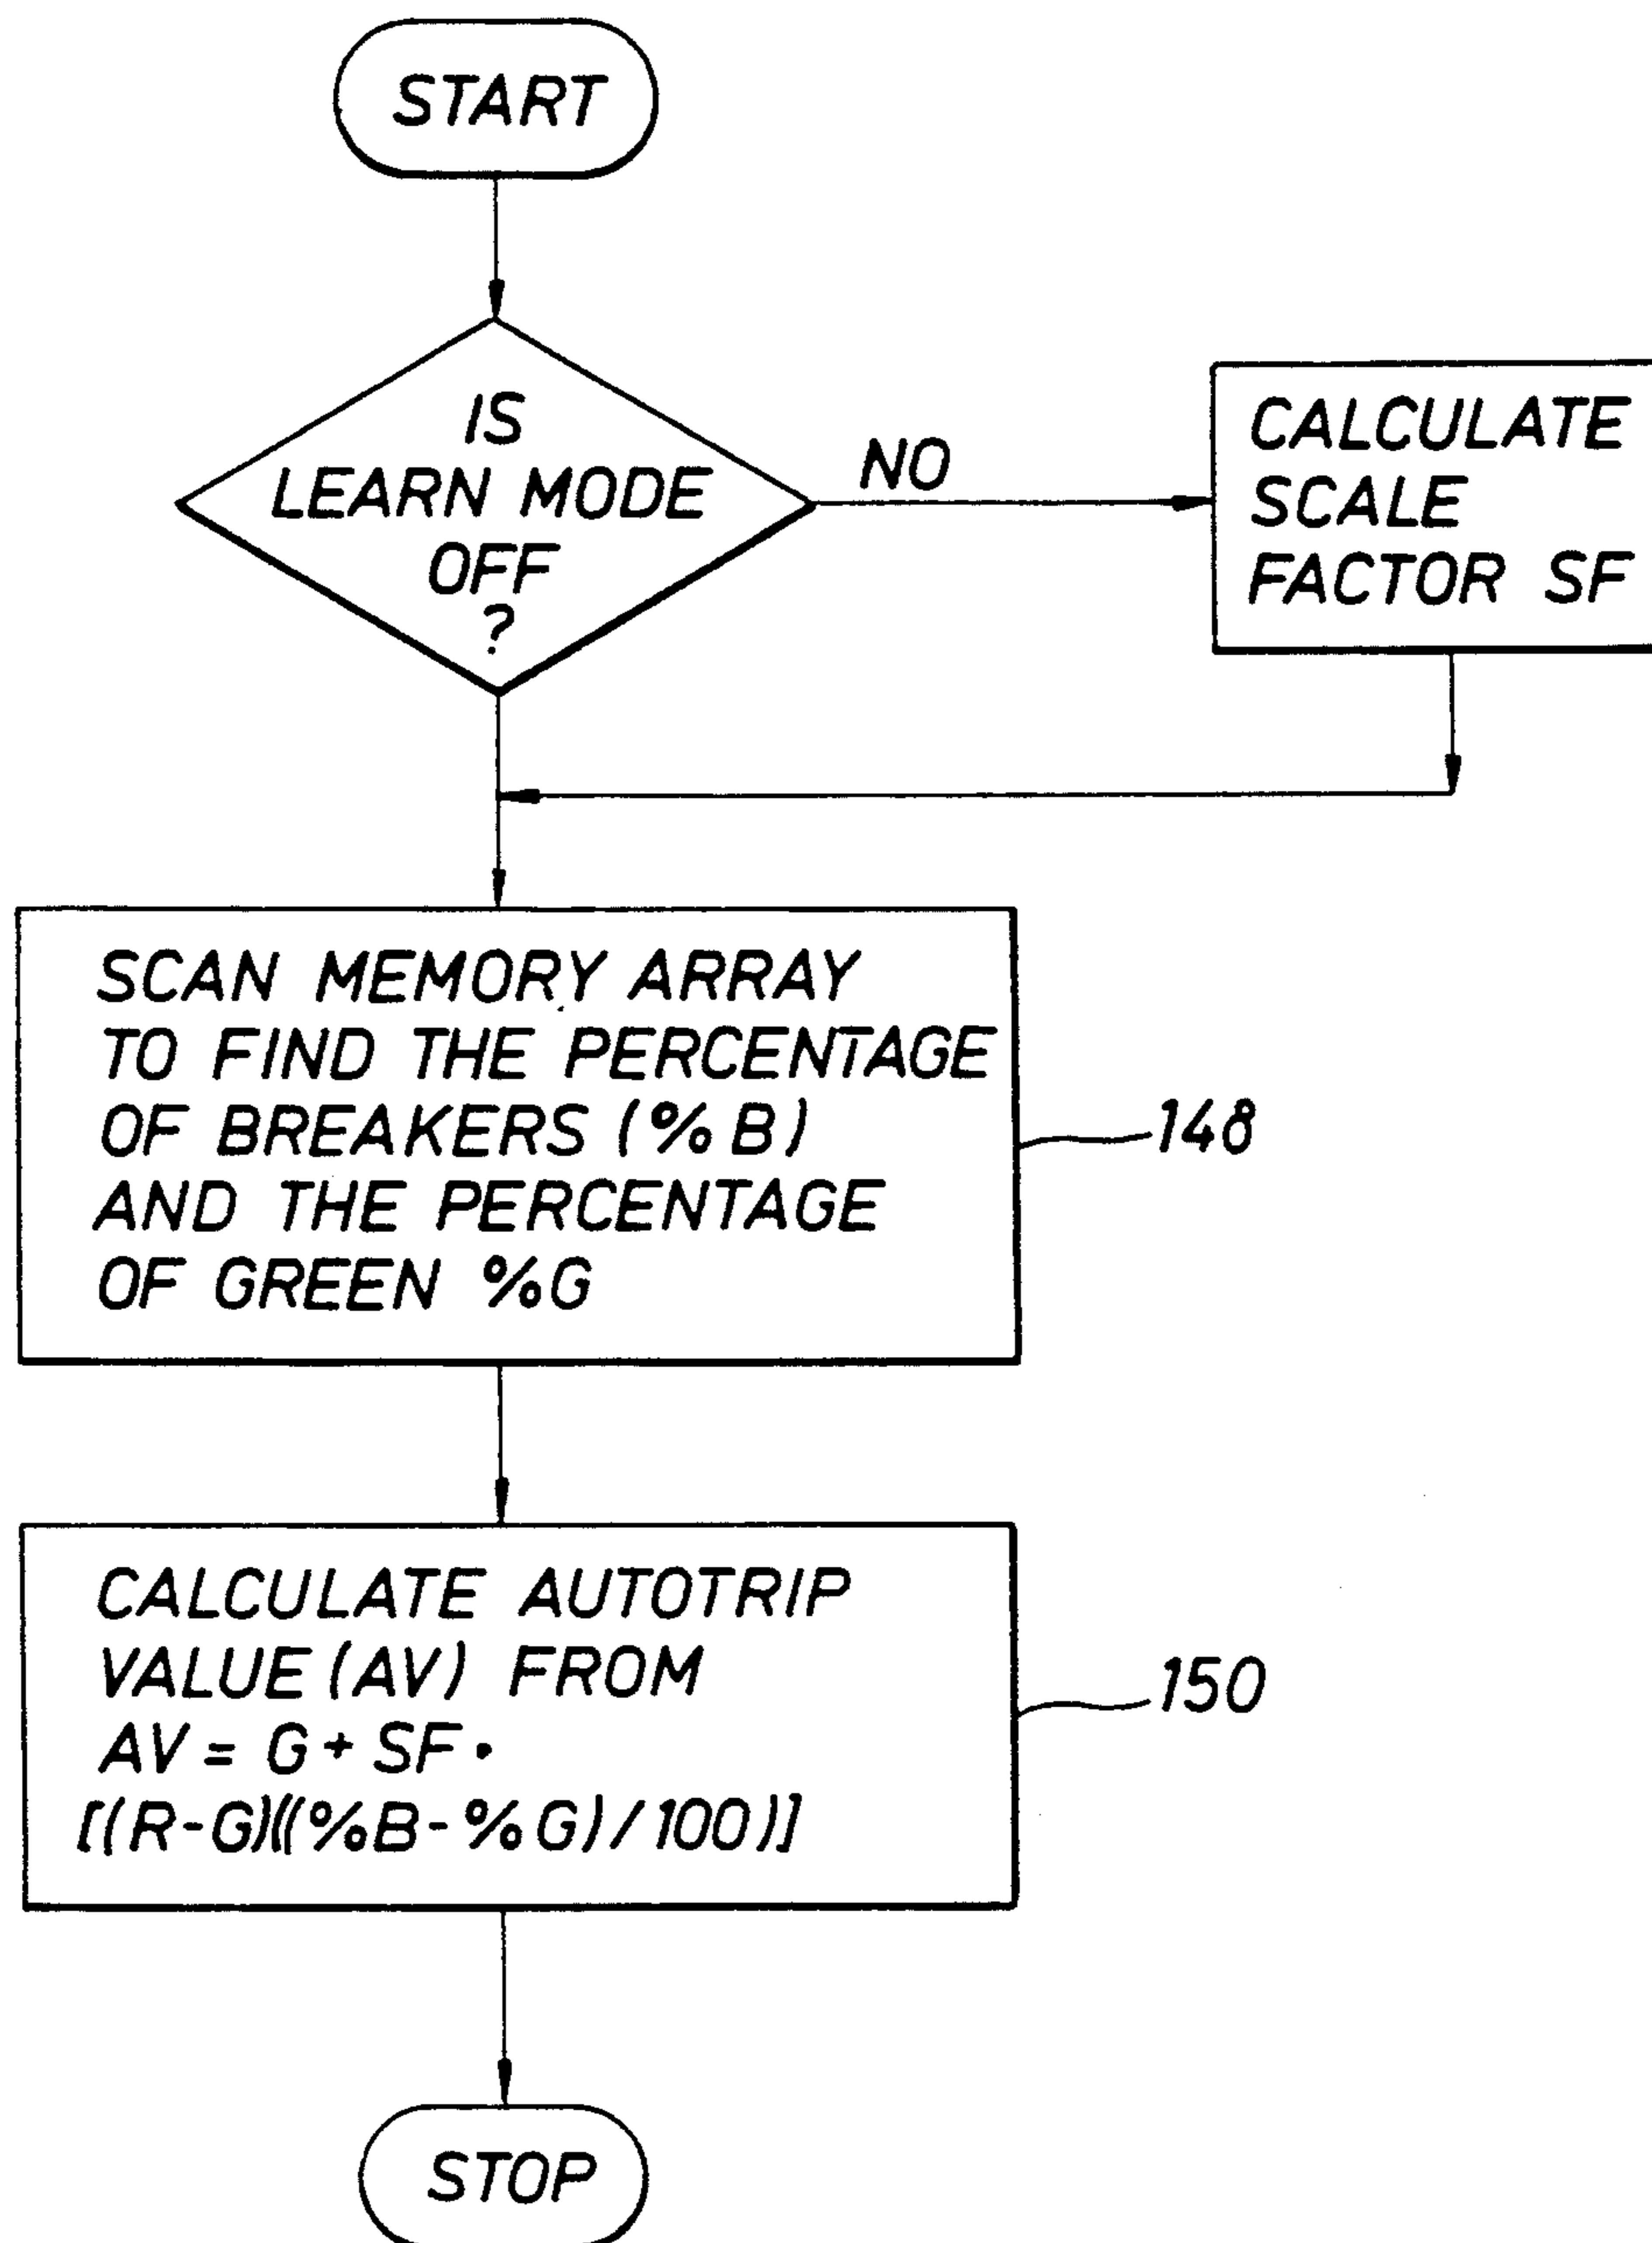 START
IS
LEARN MODE
OFF
?
NO
CALCULATE
SCALE
FACTOR SF
SCAN MEMORY ARRAY
TO FIND THE PERCENTAGE
OF BREAKERS (% B)
AND THE PERCENTAGE
OF GREEN %G
148
CALCULATE AUTOTRIP
VALUE (AV) FROM
AV = G + SF •
[(R-G)((%B-%G)/100)]
150
STOP